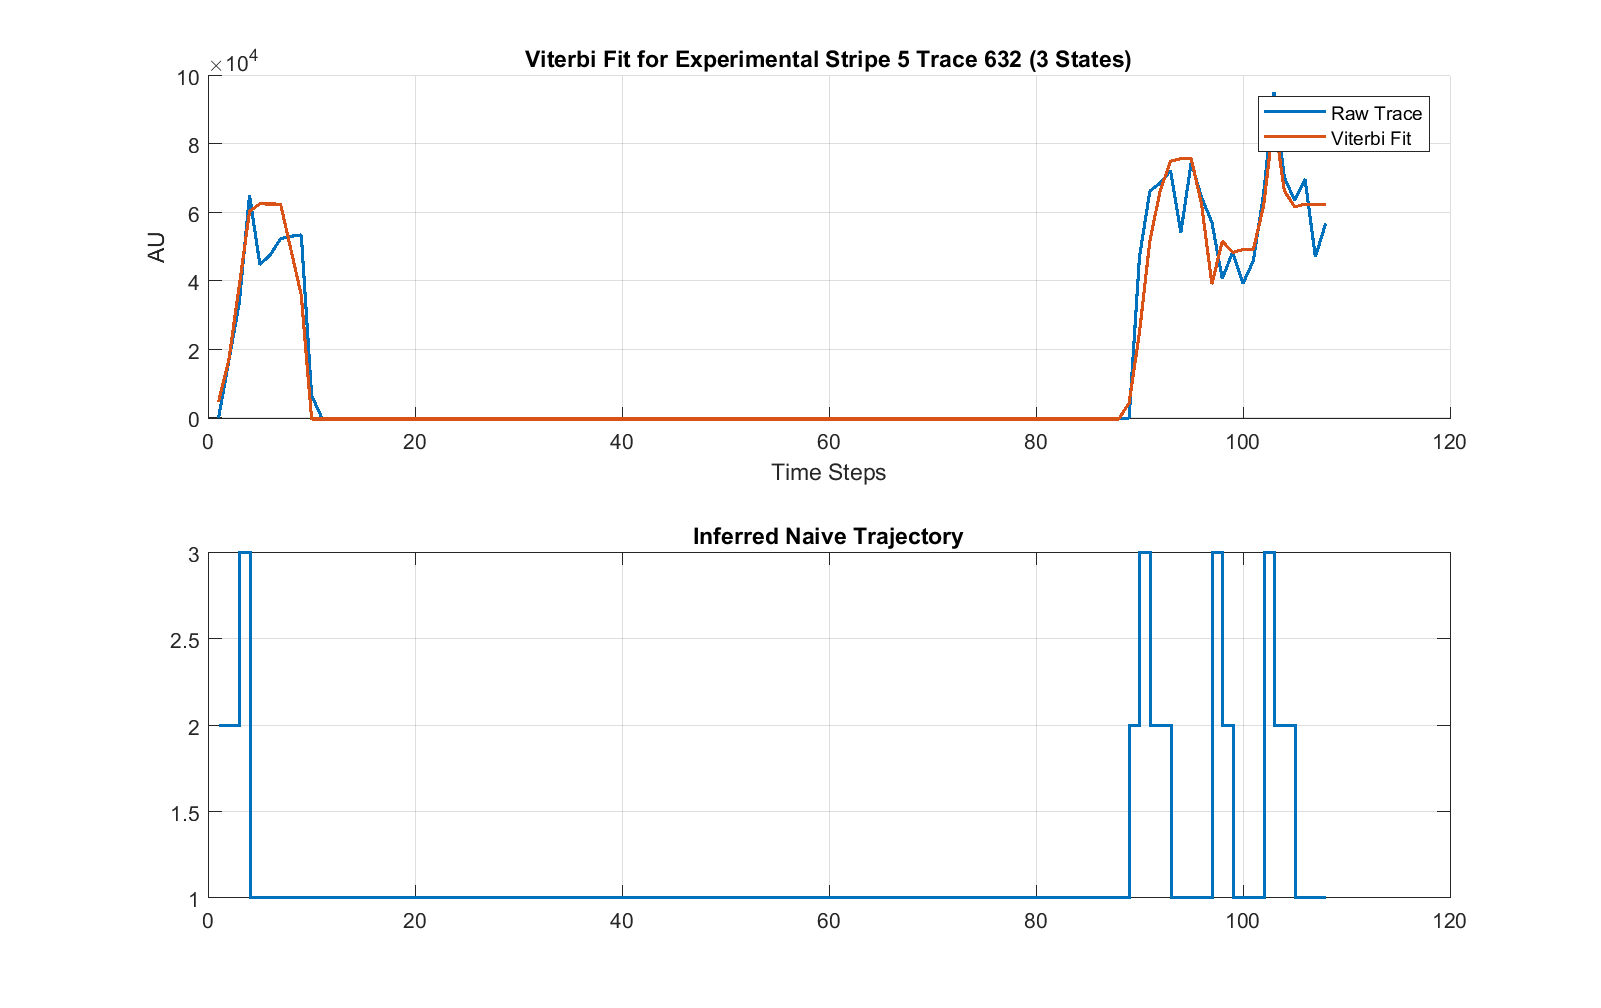 Viterbi Fit for Experimental Stripe 5 Trace 632 (3 States)
×10⁴
10
8
6
4
2
0
AU
Raw Trace
Viterbi Fit
0 20 40 60 80 100 120
Time Steps
Inferred Naive Trajectory
3
2.5
2
1.5
1
0 20 40 60 80 100 120